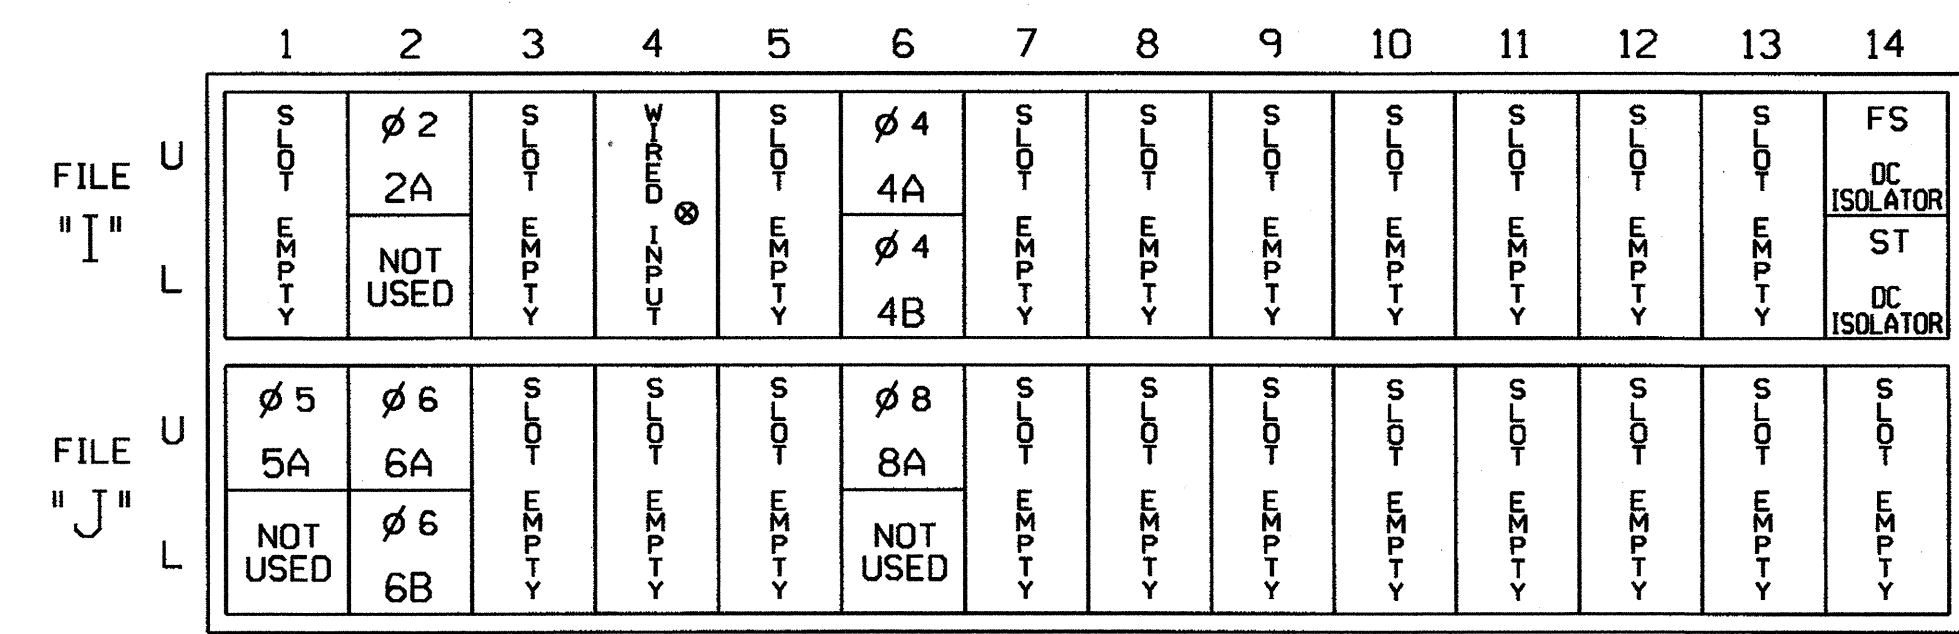 1 2 3 4 5 6 7 8 9 10 11 12 13 14
FILE "I"
U
L
SLOT EMPTY
Ø 2
2A
NOT
USED
SLOT EMPTY
WIRED INPUT
SLOT EMPTY
Ø 4
4A
Ø 4
4B
SLOT EMPTY
SLOT EMPTY
SLOT EMPTY
SLOT EMPTY
SLOT EMPTY
SLOT EMPTY
SLOT EMPTY
FS
DC
ISOLATOR
ST
DC
ISOLATOR
FILE "J"
U
L
Ø 5
5A
NOT
USED
Ø 6
6A
Ø 6
6B
SLOT EMPTY
SLOT EMPTY
SLOT EMPTY
Ø 8
8A
NOT
USED
SLOT EMPTY
SLOT EMPTY
SLOT EMPTY
SLOT EMPTY
SLOT EMPTY
SLOT EMPTY
SLOT EMPTY
SLOT EMPTY